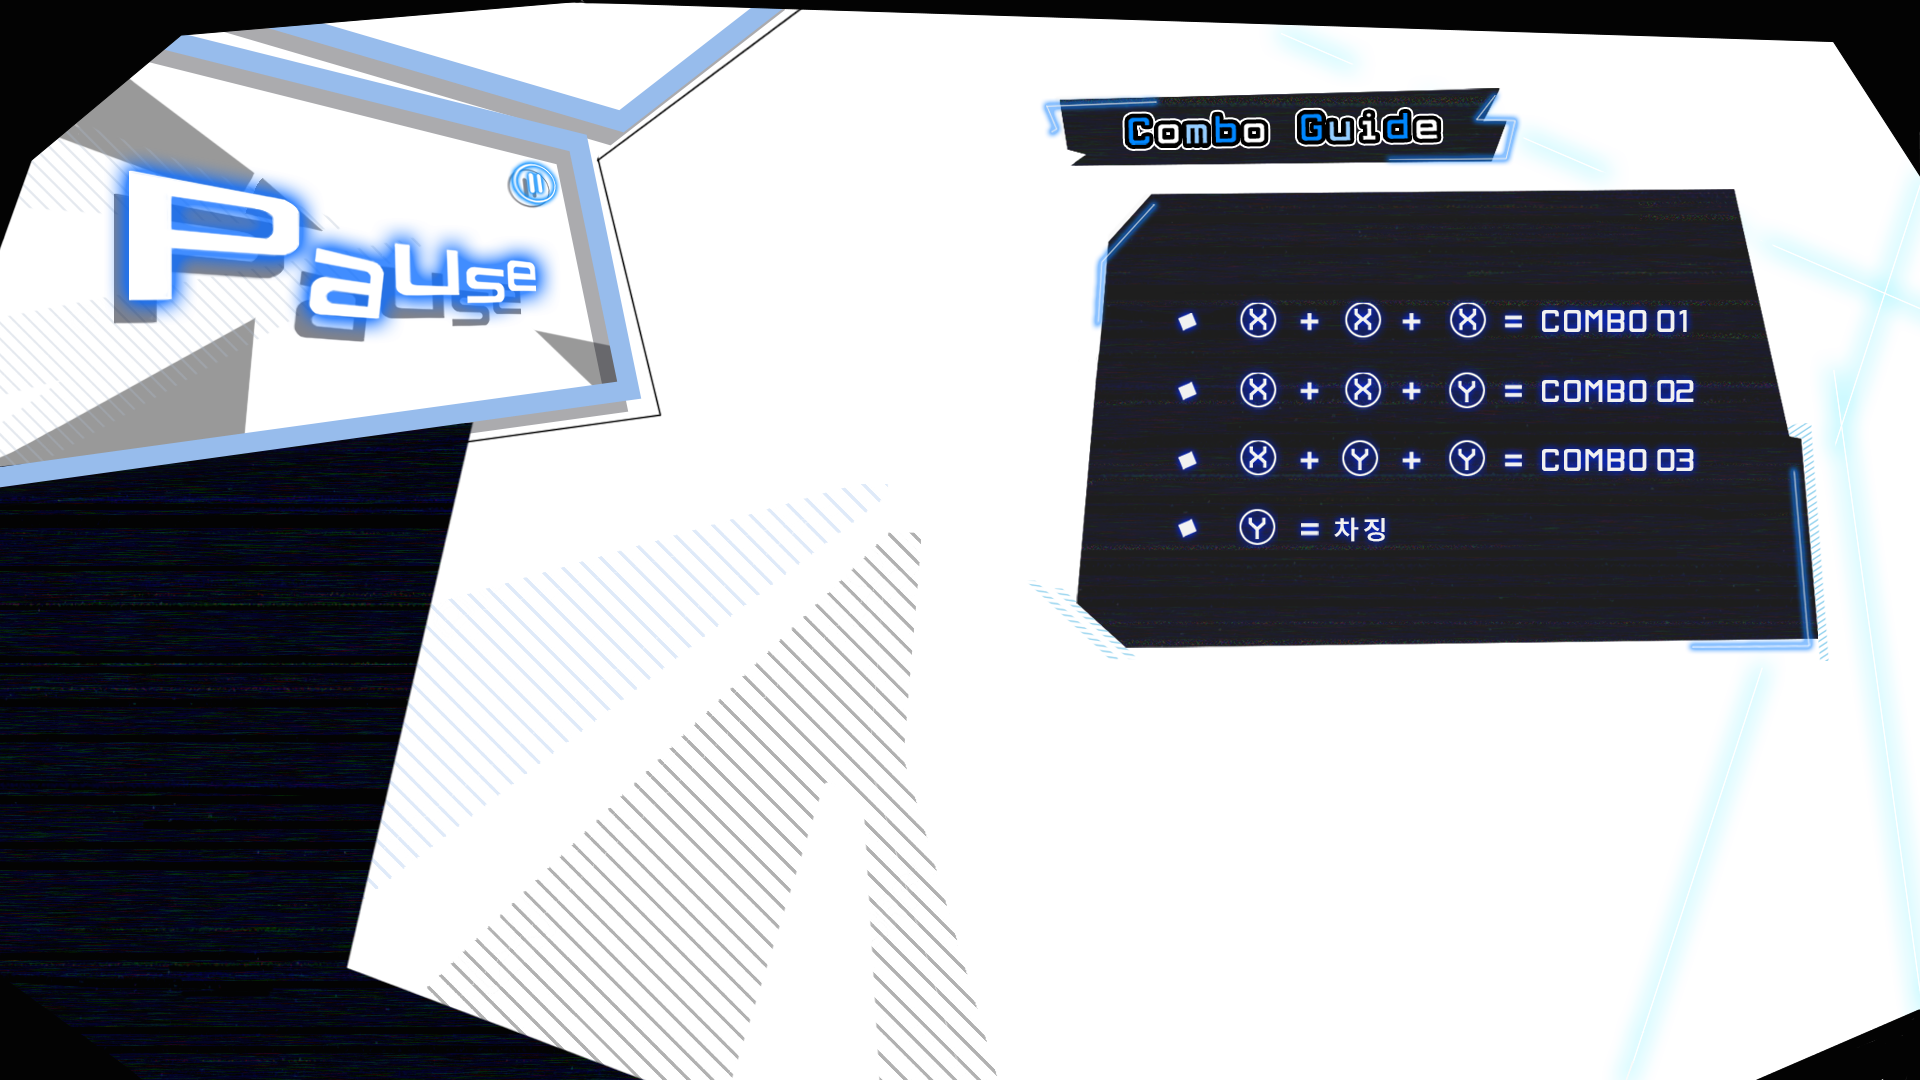 Pause
Combo Guide
Ⓧ + Ⓧ + Ⓧ = COMBO 01
Ⓧ + Ⓧ + Ⓨ = COMBO 02
Ⓧ + Ⓨ + Ⓨ = COMBO 03
Ⓨ = 차징